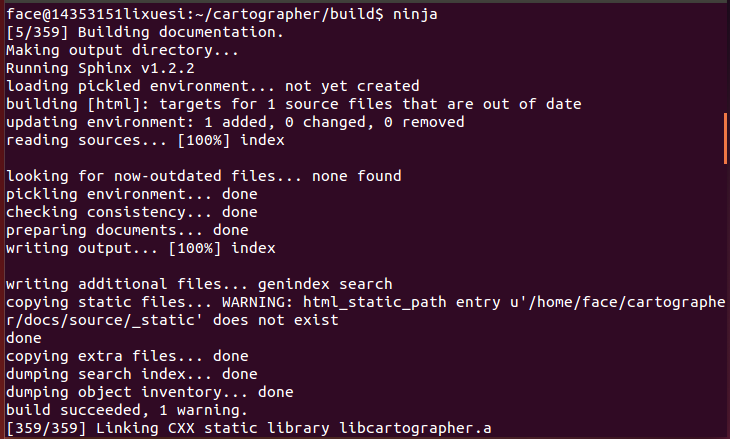 face@14353151lixuesi:~/cartographer/build$ ninja
[5/359] Building documentation.
Making output directory...
Running Sphinx v1.2.2
loading pickled environment... not yet created
building [html]: targets for 1 source files that are out of date
updating environment: 1 added, 0 changed, 0 removed
reading sources... [100%] index
looking for now-outdated files... none found
pickling environment... done
checking consistency... done
preparing documents... done
writing output... [100%] index
writing additional files... genindex search
copying static files... WARNING: html_static_path entry u'/home/face/cartographe
r/docs/source/_static' does not exist
done
copying extra files... done
dumping search index... done
dumping object inventory... done
build succeeded, 1 warning.
[359/359] Linking CXX static library libcartographer.a